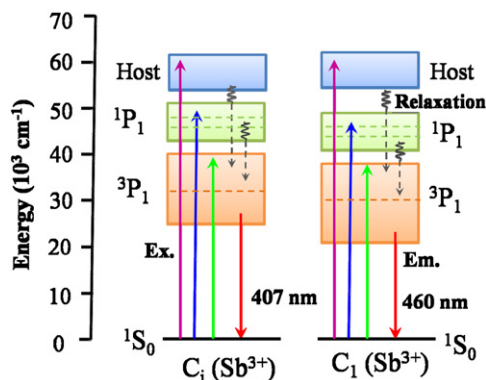 Energy (10³ cm⁻¹)
70
60
50
40
30
20
10
0
Host
¹P₁
³P₁
Ex.
407 nm
¹S₀
Cᵢ (Sb³⁺)
Host
Relaxation
¹P₁
³P₁
Em.
460 nm
¹S₀
C₁ (Sb³⁺)